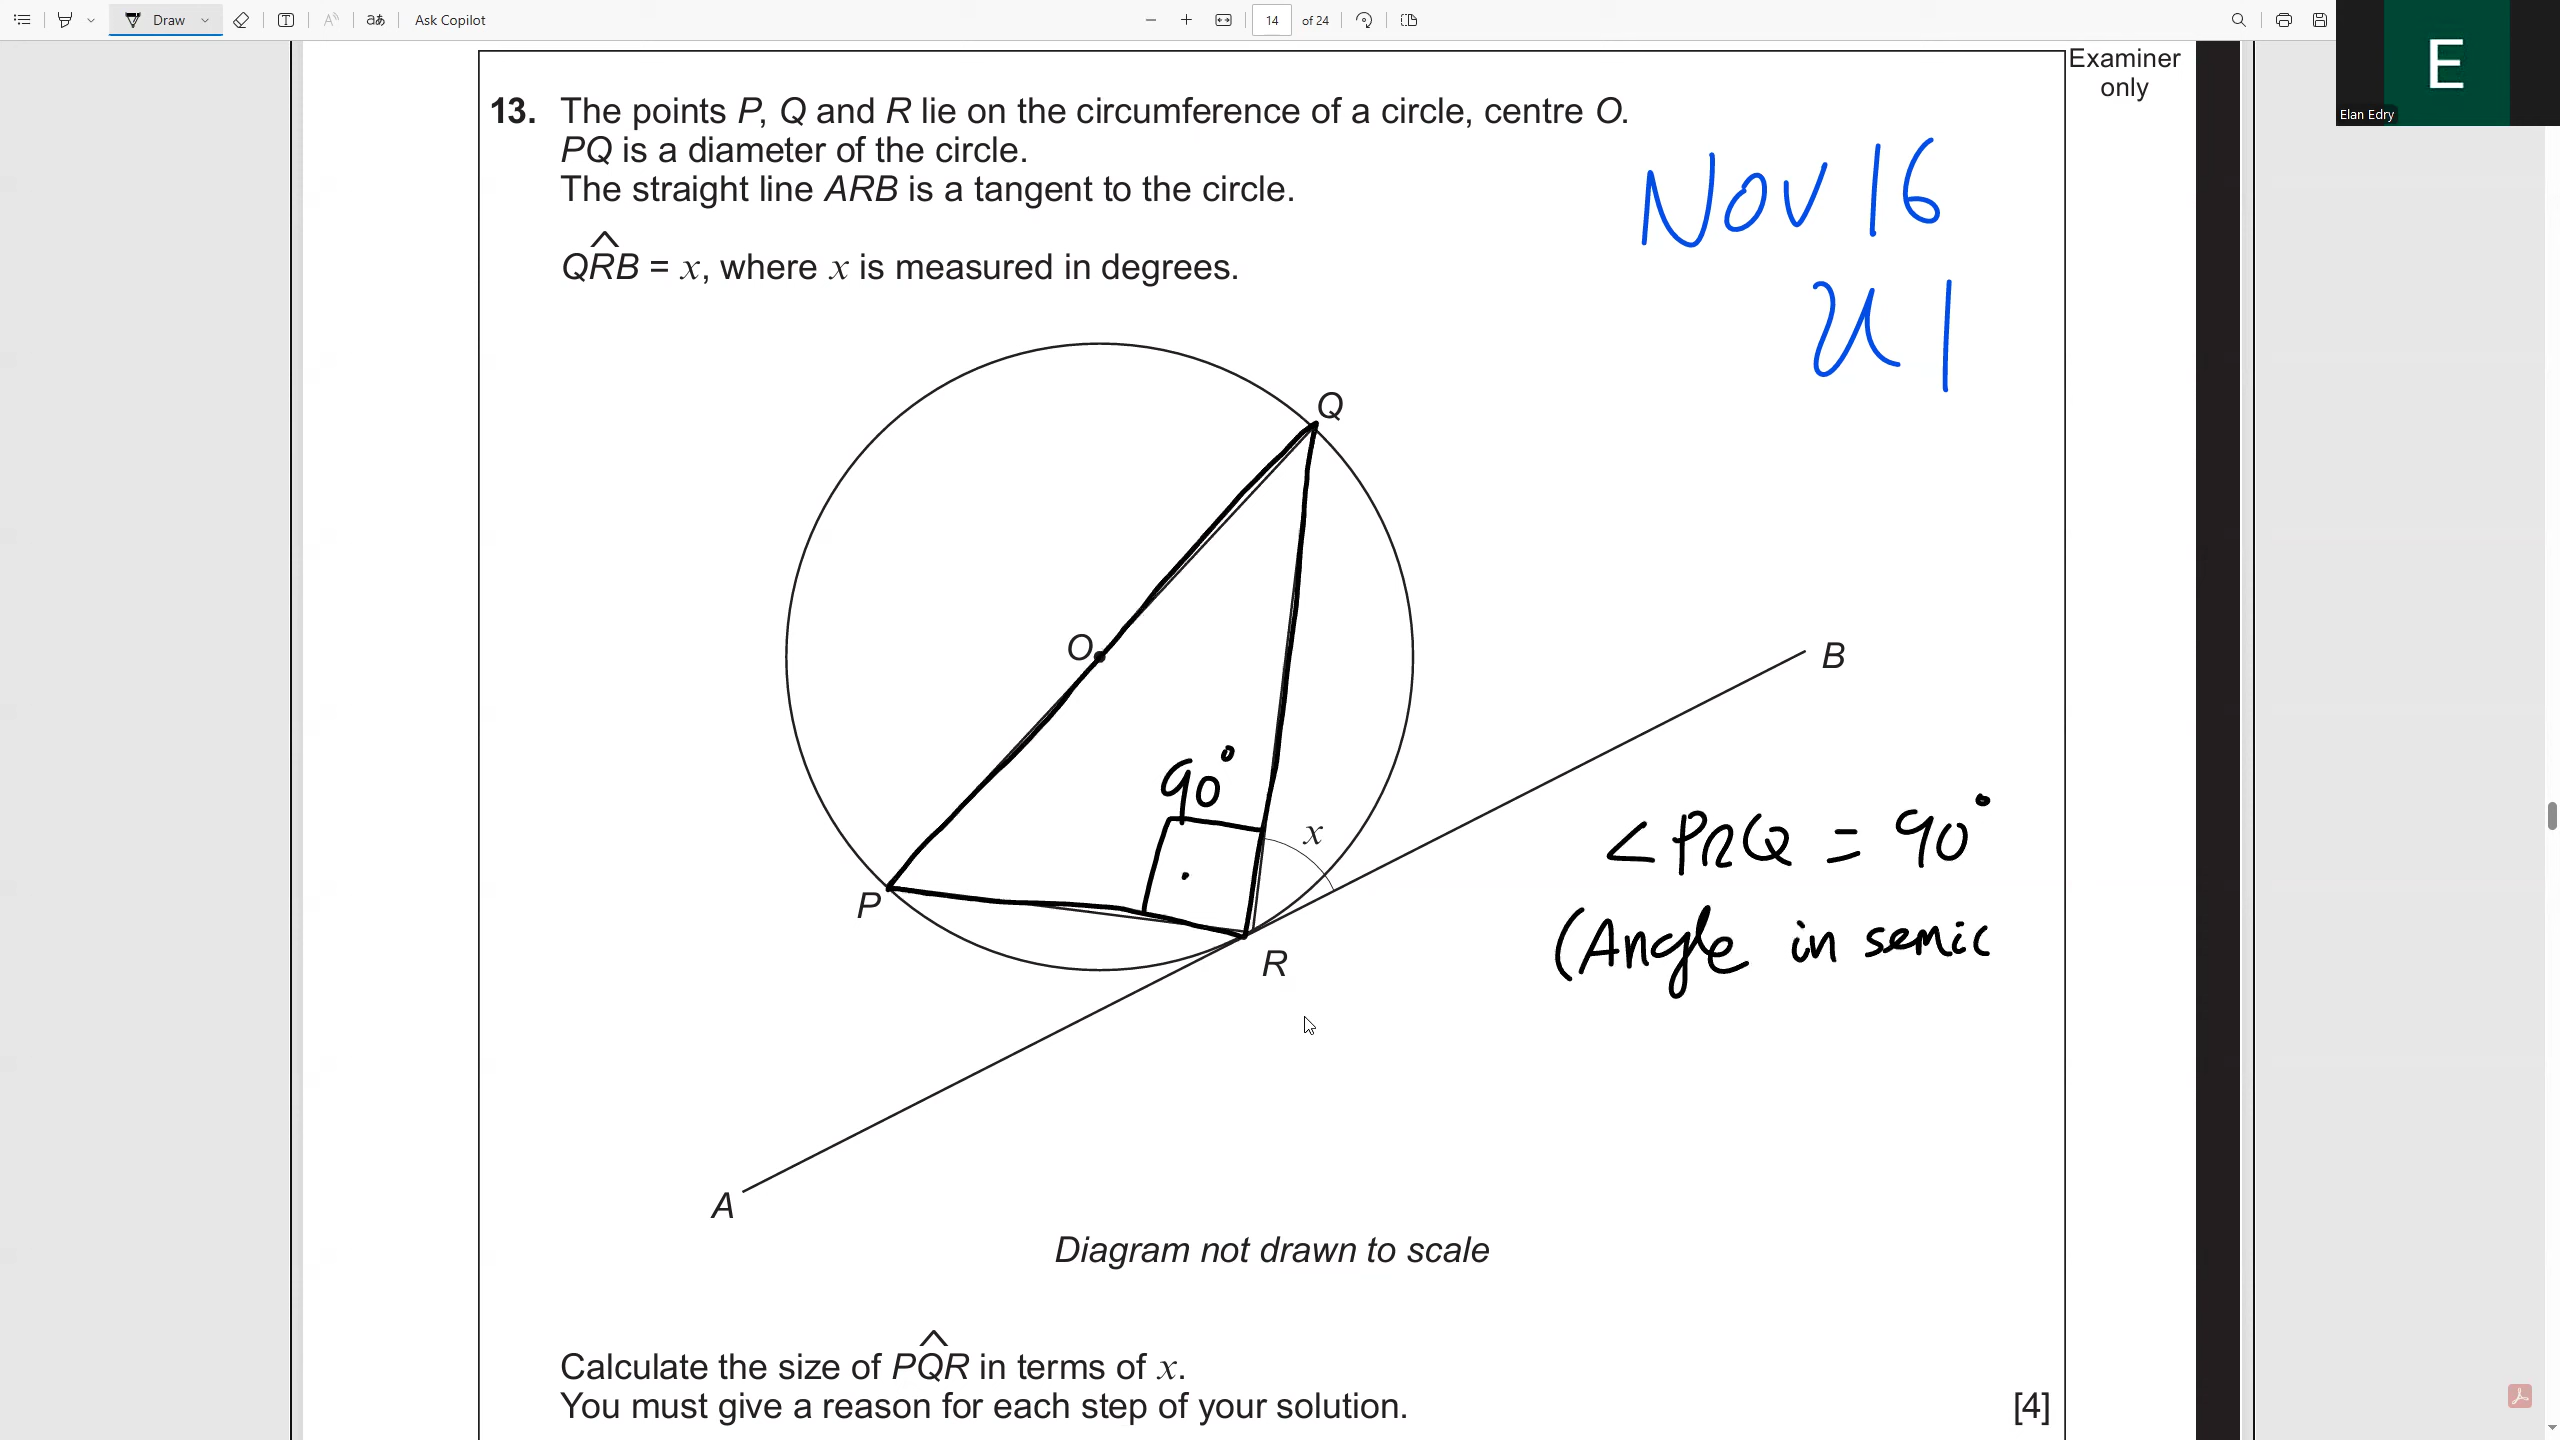 Draw
Ask Copilot
14
of 24
E
Elan Edry
Examiner
only
13. The points P, Q and R lie on the circumference of a circle, centre O.
PQ is a diameter of the circle.
The straight line ARB is a tangent to the circle.
QR̂B = x, where x is measured in degrees.
Nov 16
U1
Q
O
B
90°
x
P
R
∠PRQ = 90°
(Angle in semic
A
Diagram not drawn to scale
Calculate the size of PQ̂R in terms of x.
You must give a reason for each step of your solution.
[4]